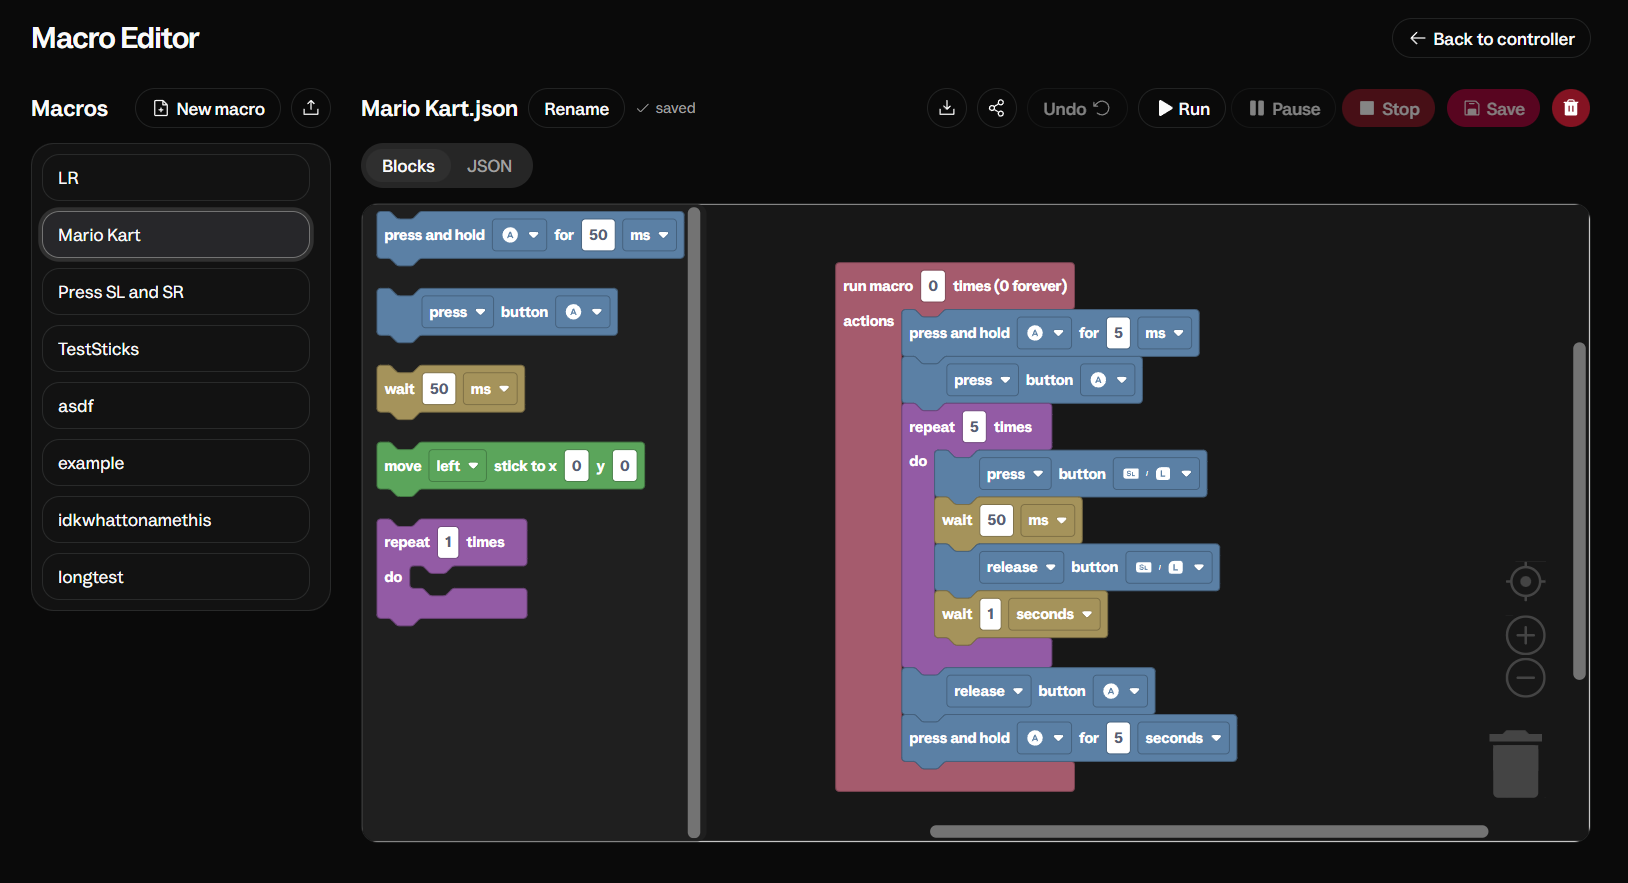 Macro Editor
Back to controller
Macros
New macro
Mario Kart.json
Rename
saved
Undo
Run
Pause
Stop
Save
LR
Mario Kart
Press SL and SR
TestSticks
asdf
example
idkwhattonamethis
longtest
Blocks
JSON
press and hold A for 50 ms
press button A
wait 50 ms
move left stick to x 0 y 0
repeat 1 times
do
run macro 0 times (0 forever)
actions
press and hold A for 5 ms
press button A
repeat 5 times
do
press button SL / L
wait 50 ms
release button SL / L
wait 1 seconds
release button A
press and hold A for 5 seconds